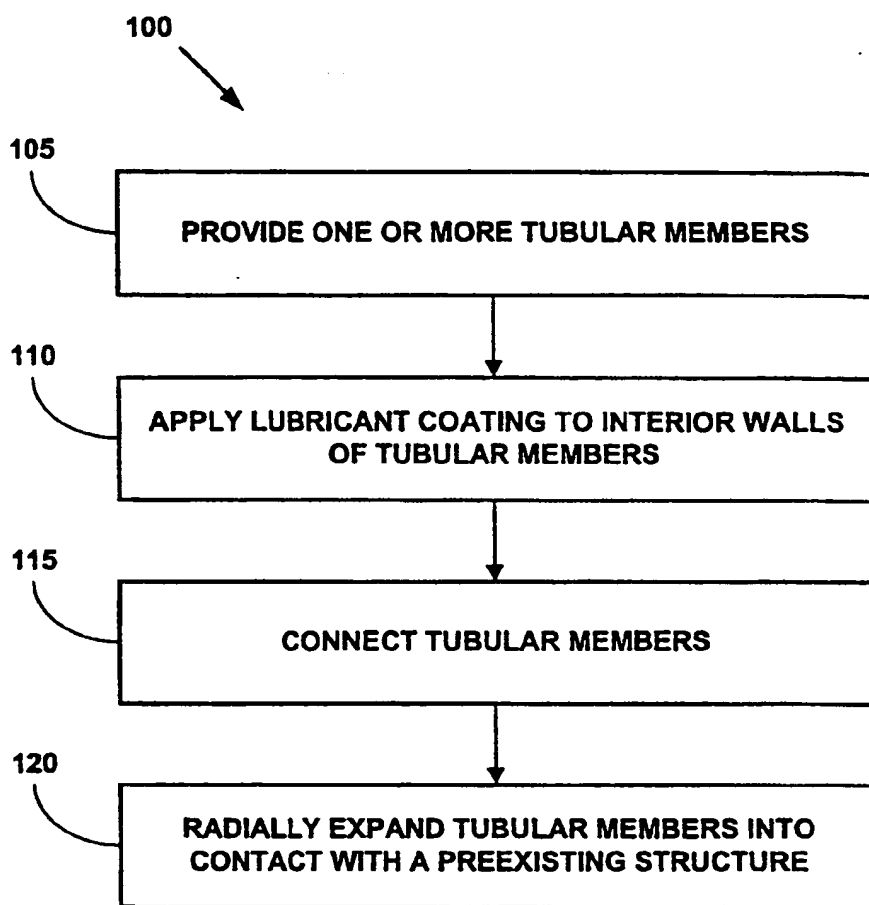 100
105
PROVIDE ONE OR MORE TUBULAR MEMBERS
110
APPLY LUBRICANT COATING TO INTERIOR WALLS
OF TUBULAR MEMBERS
115
CONNECT TUBULAR MEMBERS
120
RADIALLY EXPAND TUBULAR MEMBERS INTO
CONTACT WITH A PREEXISTING STRUCTURE